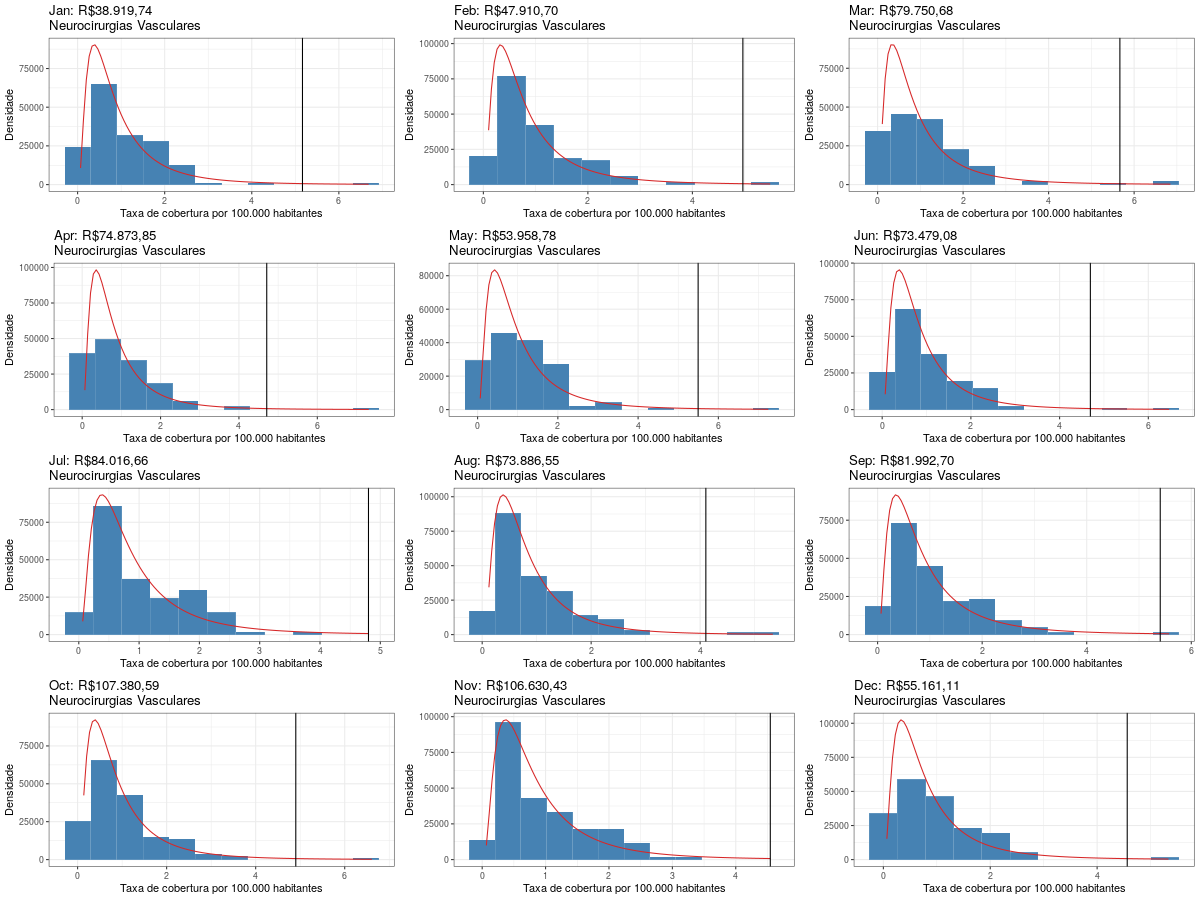 Jan: R$38.919,74
Neurocirurgias Vasculares
Densidade
75000
50000
25000
0
0
2
4
6
Taxa de cobertura por 100.000 habitantes
Feb: R$47.910,70
Neurocirurgias Vasculares
Densidade
100000
75000
50000
25000
0
0
2
4
Taxa de cobertura por 100.000 habitantes
Mar: R$79.750,68
Neurocirurgias Vasculares
Densidade
75000
50000
25000
0
0
2
4
6
Taxa de cobertura por 100.000 habitantes
Apr: R$74.873,85
Neurocirurgias Vasculares
Densidade
100000
75000
50000
25000
0
0
2
4
6
Taxa de cobertura por 100.000 habitantes
May: R$53.958,78
Neurocirurgias Vasculares
Densidade
80000
60000
40000
20000
0
0
2
4
6
Taxa de cobertura por 100.000 habitantes
Jun: R$73.479,08
Neurocirurgias Vasculares
Densidade
100000
75000
50000
25000
0
0
2
4
6
Taxa de cobertura por 100.000 habitantes
Jul: R$84.016,66
Neurocirurgias Vasculares
Densidade
75000
50000
25000
0
0
1
2
3
4
5
Taxa de cobertura por 100.000 habitantes
Aug: R$73.886,55
Neurocirurgias Vasculares
Densidade
100000
75000
50000
25000
0
0
2
4
Taxa de cobertura por 100.000 habitantes
Sep: R$81.992,70
Neurocirurgias Vasculares
Densidade
75000
50000
25000
0
0
2
4
6
Taxa de cobertura por 100.000 habitantes
Oct: R$107.380,59
Neurocirurgias Vasculares
Densidade
75000
50000
25000
0
0
2
4
6
Taxa de cobertura por 100.000 habitantes
Nov: R$106.630,43
Neurocirurgias Vasculares
Densidade
100000
75000
50000
25000
0
0
1
2
3
4
Taxa de cobertura por 100.000 habitantes
Dec: R$55.161,11
Neurocirurgias Vasculares
Densidade
100000
75000
50000
25000
0
0
2
4
Taxa de cobertura por 100.000 habitantes